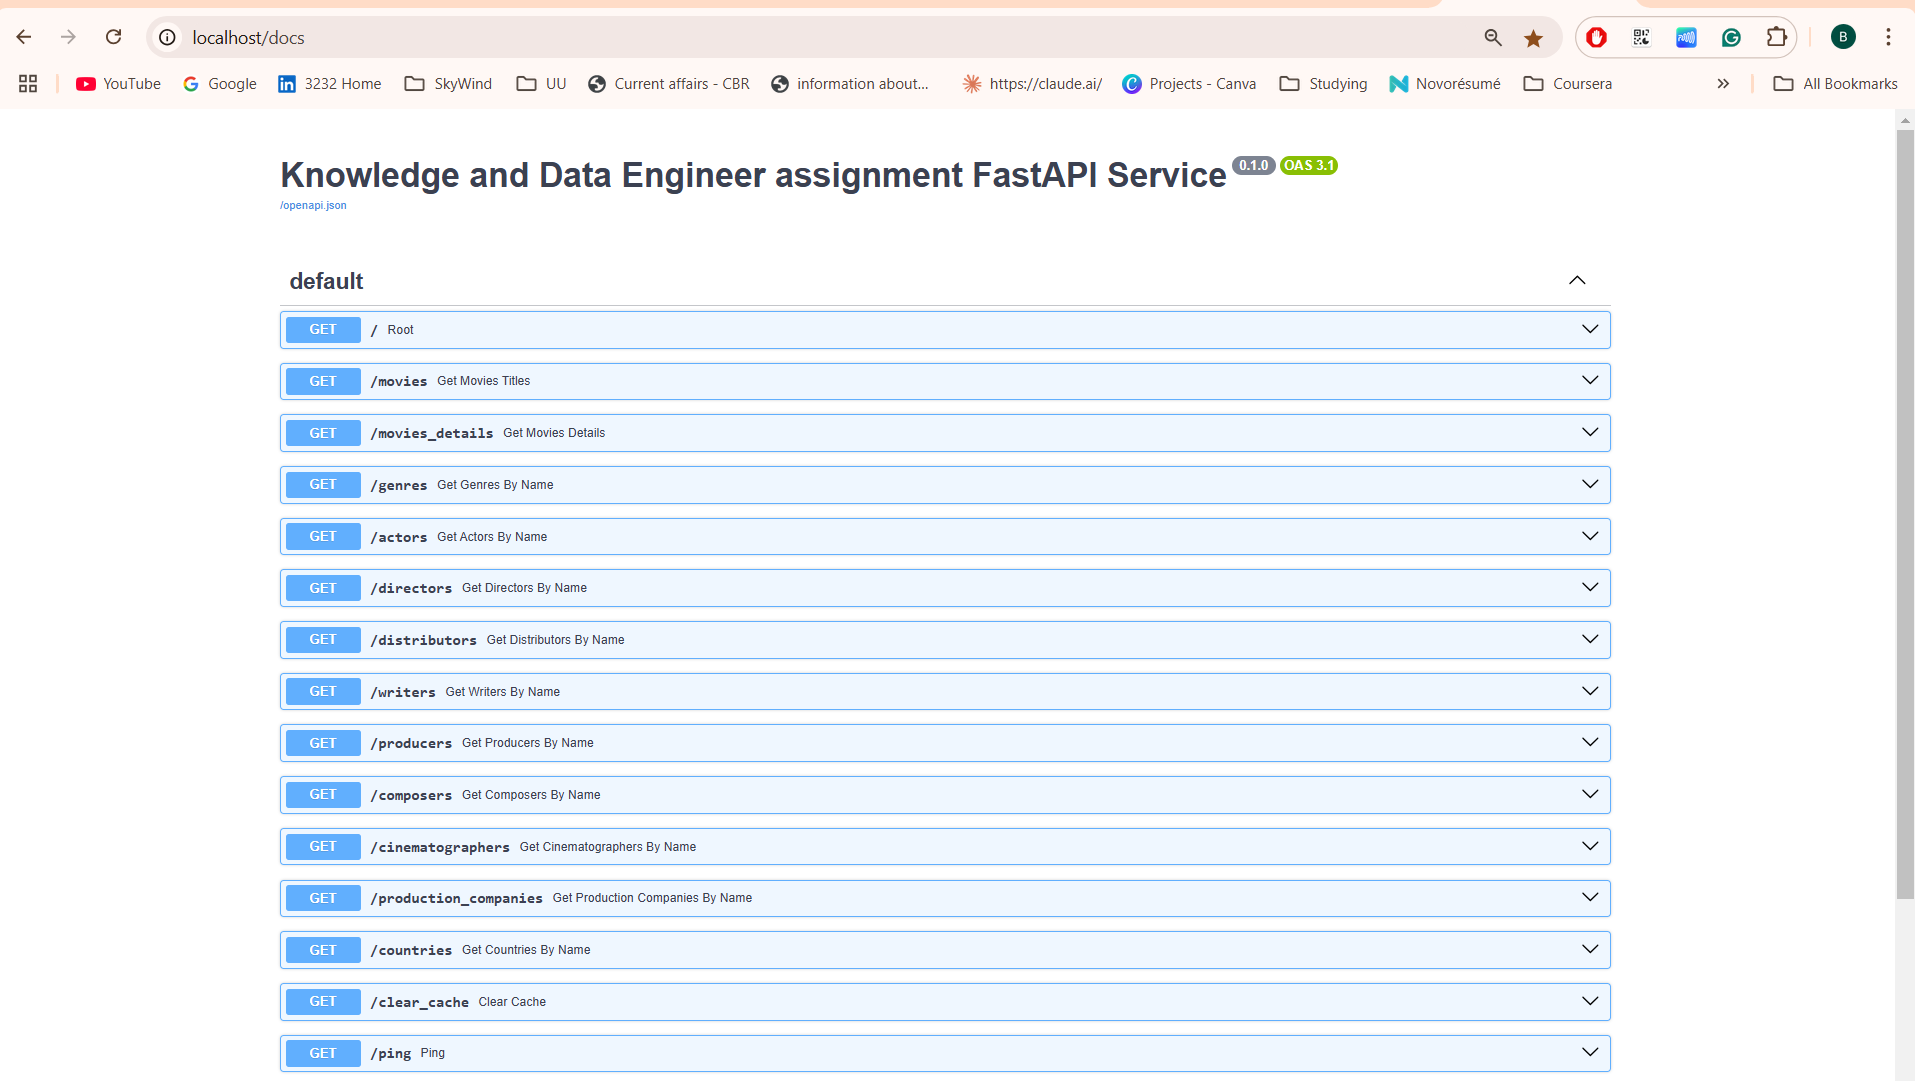 localhost/docs
B
YouTube Google 3232 Home SkyWind UU Current affairs - CBR information about... https://claude.ai/ Projects - Canva Studying Novorésumé Coursera » All Bookmarks
Knowledge and Data Engineer assignment FastAPI Service 0.1.0 OAS 3.1
/openapi.json
default
GET / Root
GET /movies Get Movies Titles
GET /movies_details Get Movies Details
GET /genres Get Genres By Name
GET /actors Get Actors By Name
GET /directors Get Directors By Name
GET /distributors Get Distributors By Name
GET /writers Get Writers By Name
GET /producers Get Producers By Name
GET /composers Get Composers By Name
GET /cinematographers Get Cinematographers By Name
GET /production_companies Get Production Companies By Name
GET /countries Get Countries By Name
GET /clear_cache Clear Cache
GET /ping Ping